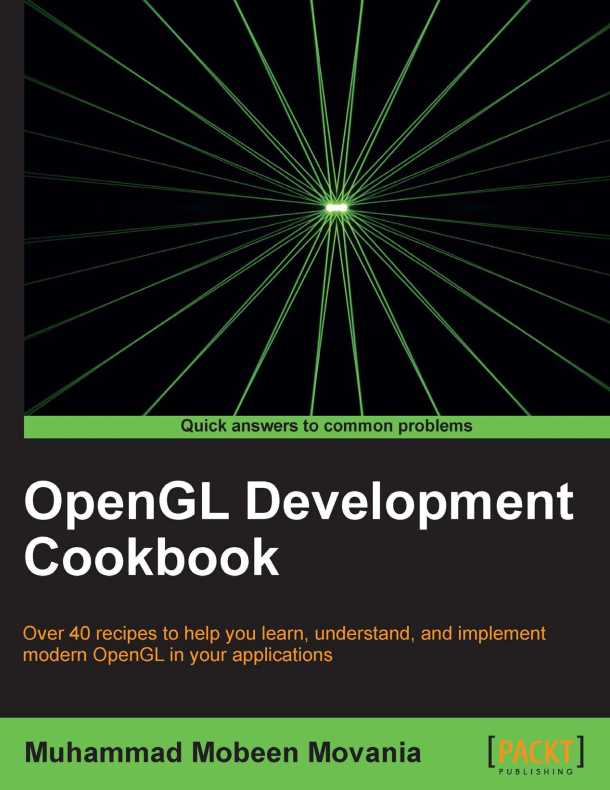 Quick answers to common problems
OpenGL Development
Cookbook
Over 40 recipes to help you learn, understand, and implement
modern OpenGL in your applications
Muhammad Mobeen Movania
[PACKT]
PUBLISHING